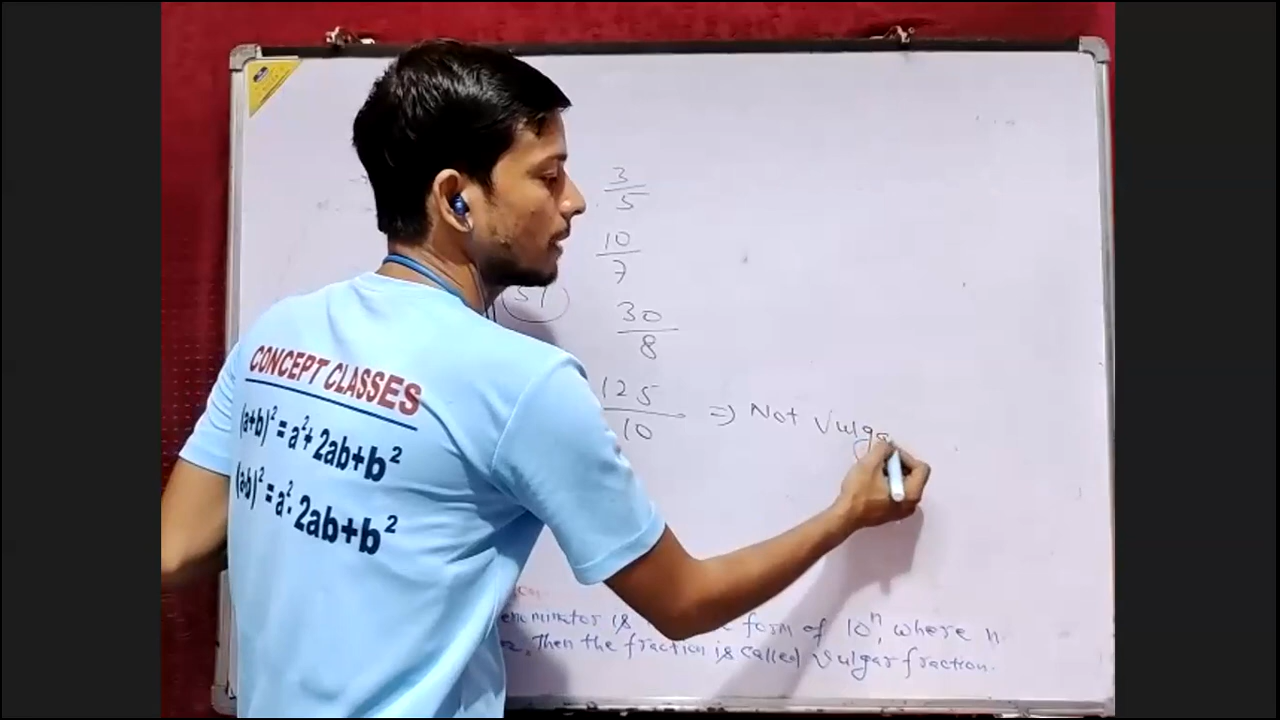 3/5
10/7
51
30/8
125/10 ⇒ Not Vulga
CONCEPT CLASSES
(a+b)² = a²+ 2ab+b²
(a-b)² = a²- 2ab+b²
enominator is form of 10ⁿ, where n
Then the fraction is called Vulgar fraction.